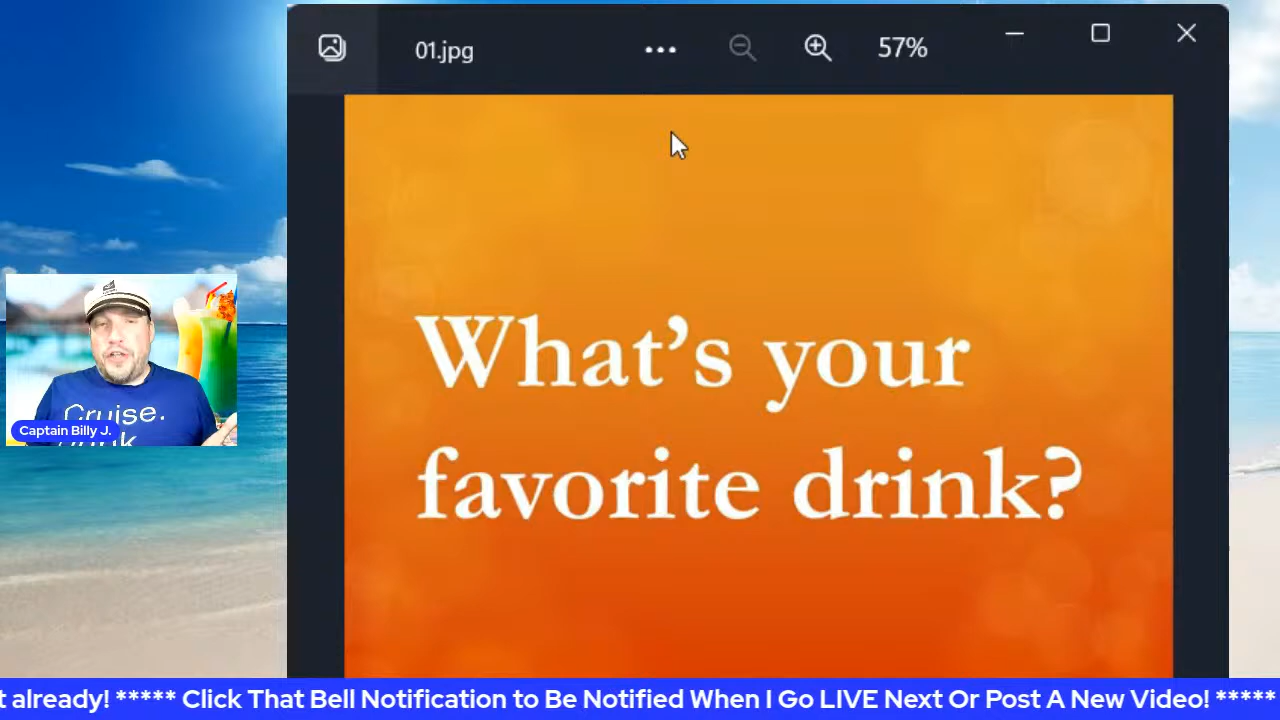 01.jpg
57%
What's your
favorite drink?
Cruise.
Captain Billy J.
t already! ***** Click That Bell Notification to Be Notified When I Go LIVE Next Or Post A New Video! *****